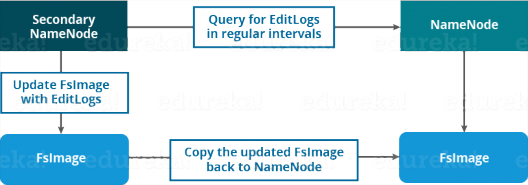 Secondary
NameNode
Query for EditLogs
in regular intervals
NameNode
Update FsImage
with EditLogs
FsImage
Copy the updated FsImage
back to NameNode
FsImage
edureka!